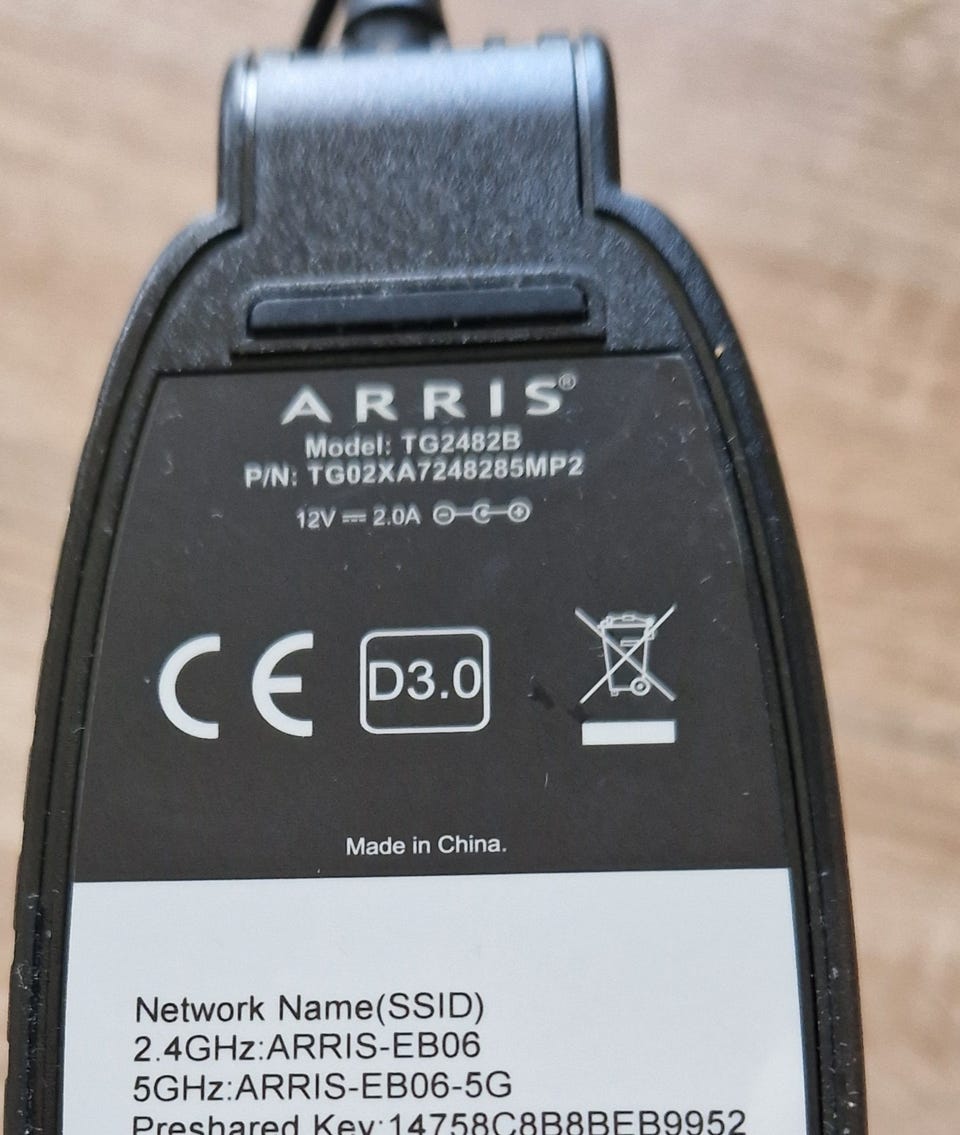 ARRIS®
Model: TG2482B
P/N: TG02XA7248285MP2
12V ⎓ 2.0A
CE
D3.0
Made in China.
Network Name(SSID)
2.4GHz:ARRIS-EB06
5GHz:ARRIS-EB06-5G
Preshared Key:14758C8B8BEB9952